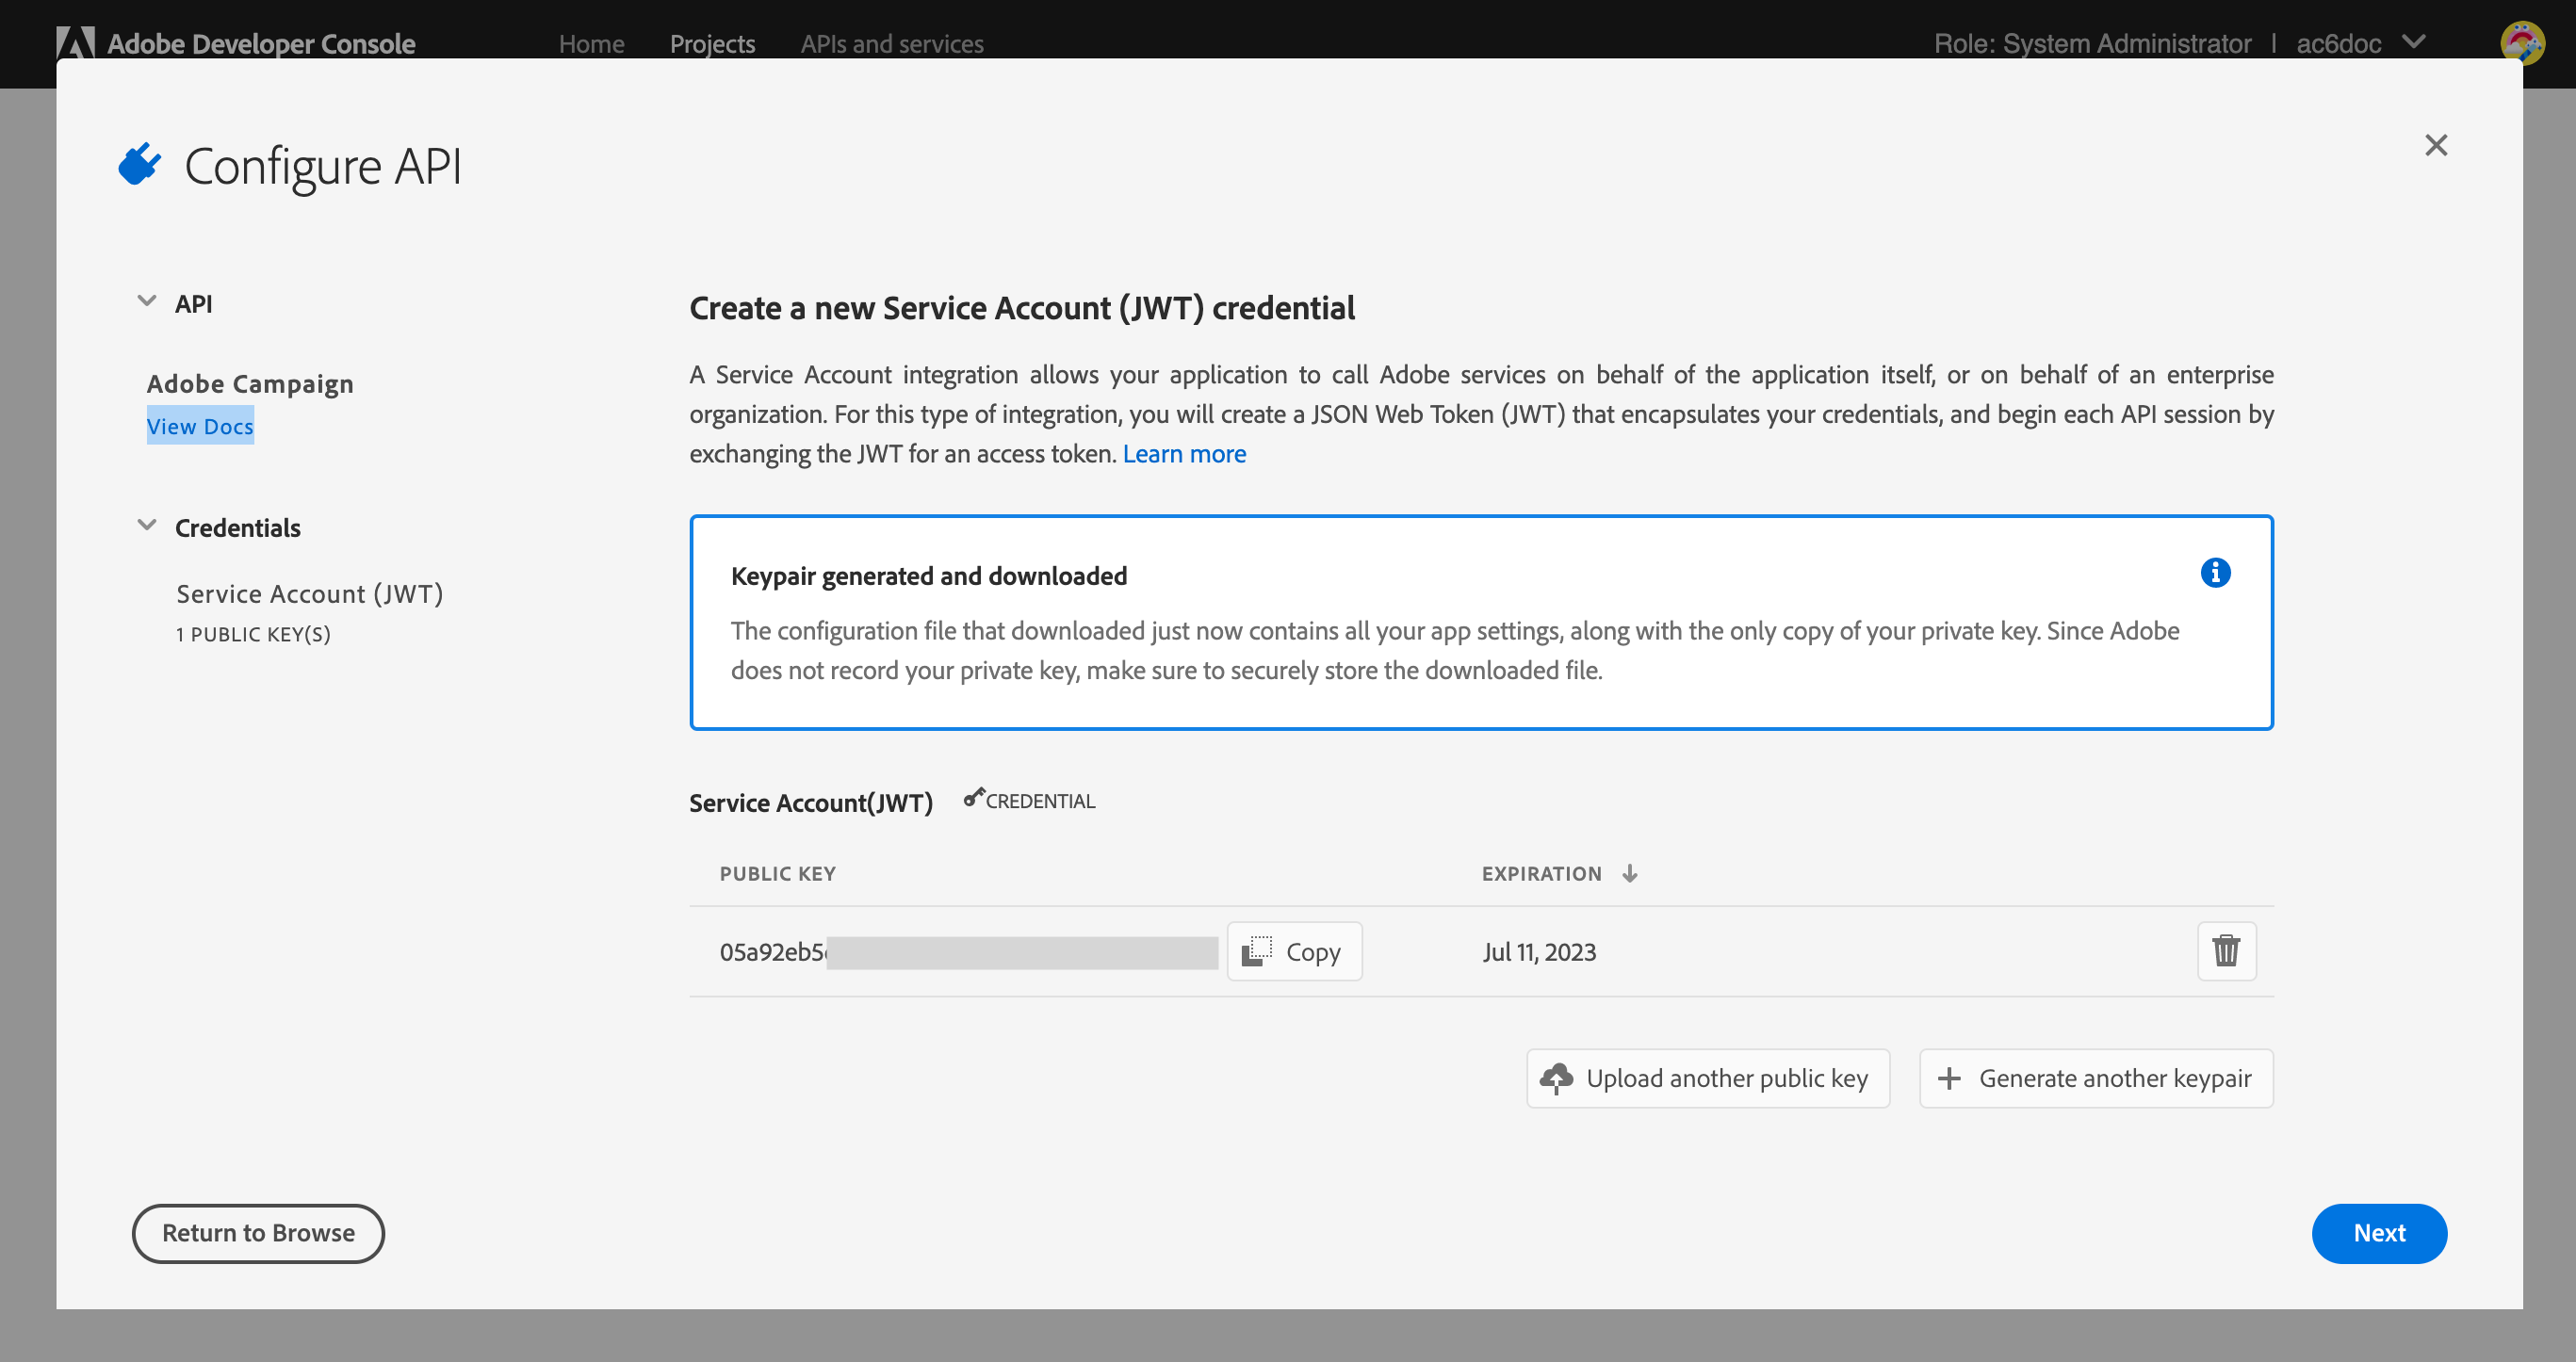 Adobe Developer Console
Home
Projects
APIs and services
Role: System Administrator | ac6doc
Configure API
API
Adobe Campaign
View Docs
Credentials
Service Account (JWT)
1 PUBLIC KEY(S)
Create a new Service Account (JWT) credential
A Service Account integration allows your application to call Adobe services on behalf of the application itself, or on behalf of an enterprise
organization. For this type of integration, you will create a JSON Web Token (JWT) that encapsulates your credentials, and begin each API session by
exchanging the JWT for an access token. Learn more
Keypair generated and downloaded
The configuration file that downloaded just now contains all your app settings, along with the only copy of your private key. Since Adobe
does not record your private key, make sure to securely store the downloaded file.
Service Account(JWT)
CREDENTIAL
PUBLIC KEY
EXPIRATION
05a92eb5
Copy
Jul 11, 2023
Upload another public key
Generate another keypair
Return to Browse
Next